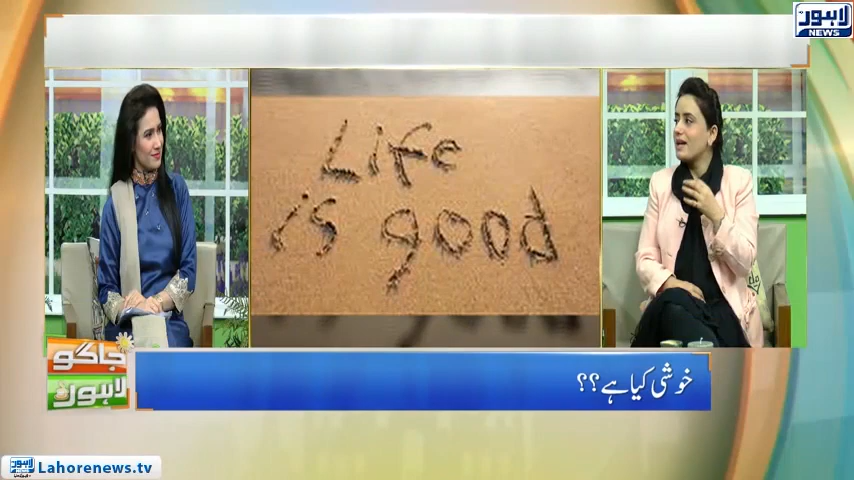 لاہور
NEWS
Life
is good
جاگو
لاہور
خوشی کیا ہے؟؟
لاہور
Lahorenews.tv